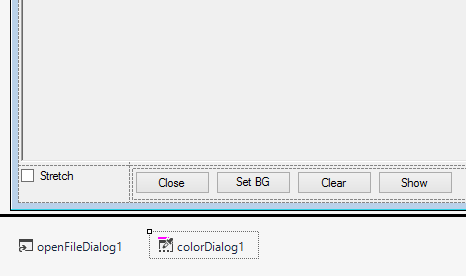 Stretch
Close Set BG Clear Show
openFileDialog1 colorDialog1